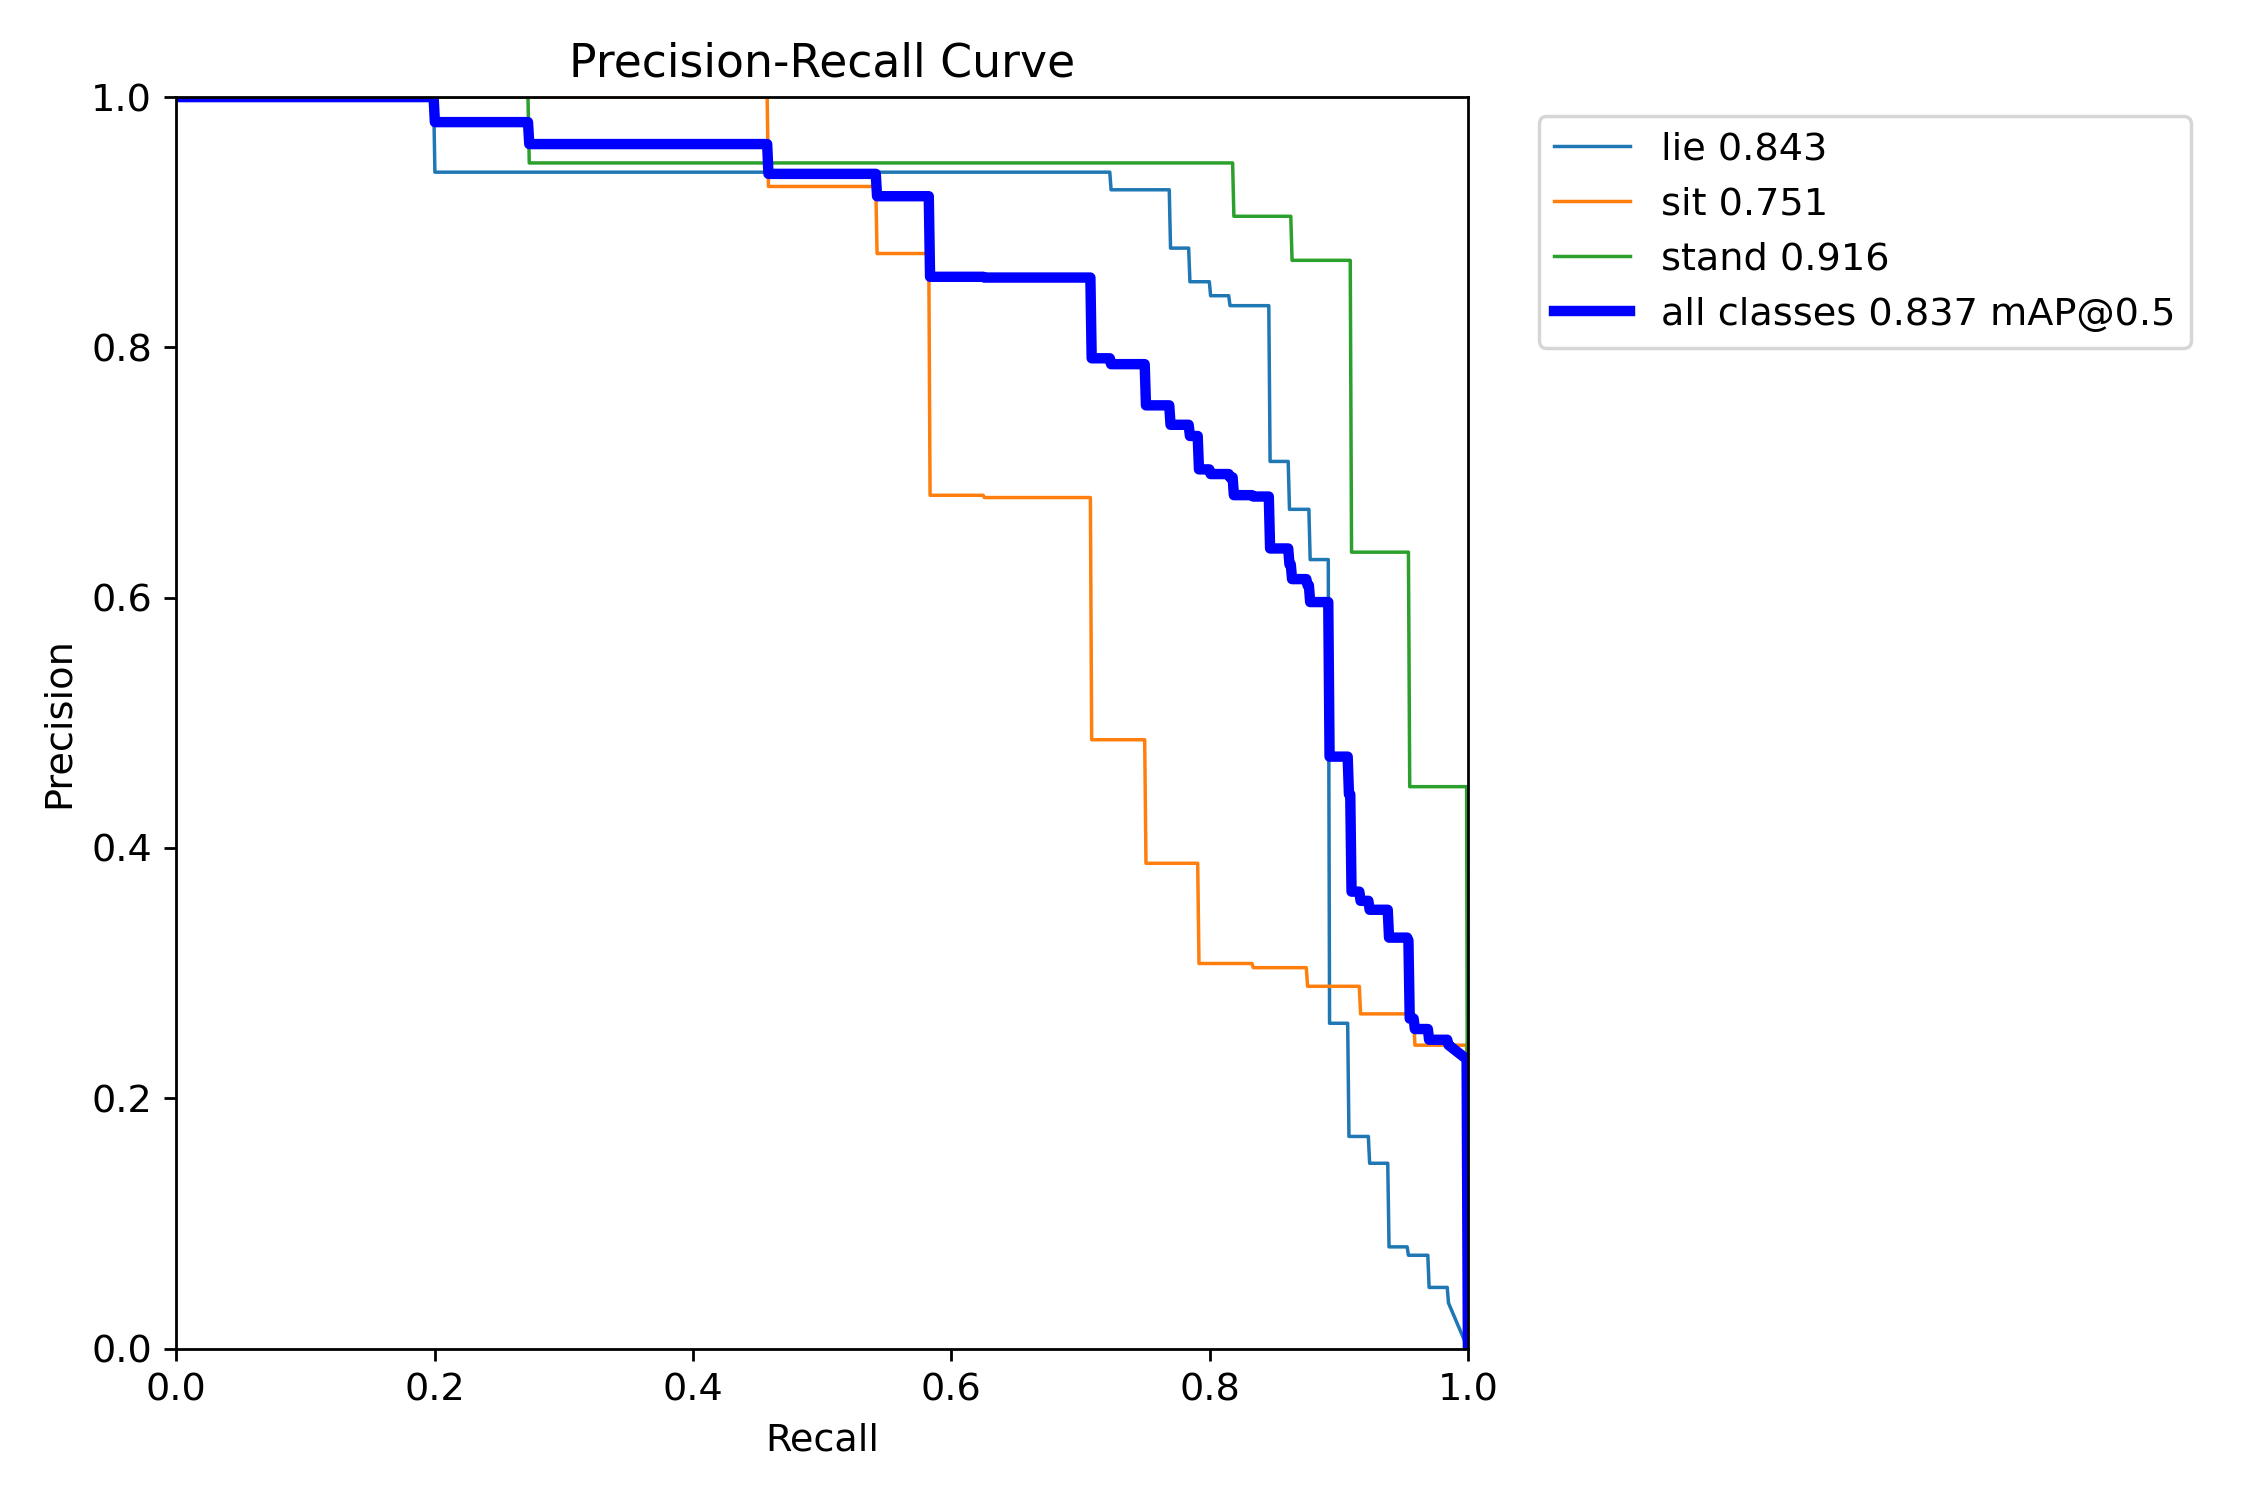 Precision-Recall Curve
1.0
0.8
0.6
0.4
0.2
0.0
Precision
0.0 0.2 0.4 0.6 0.8 1.0
Recall
lie 0.843
sit 0.751
stand 0.916
all classes 0.837 mAP@0.5